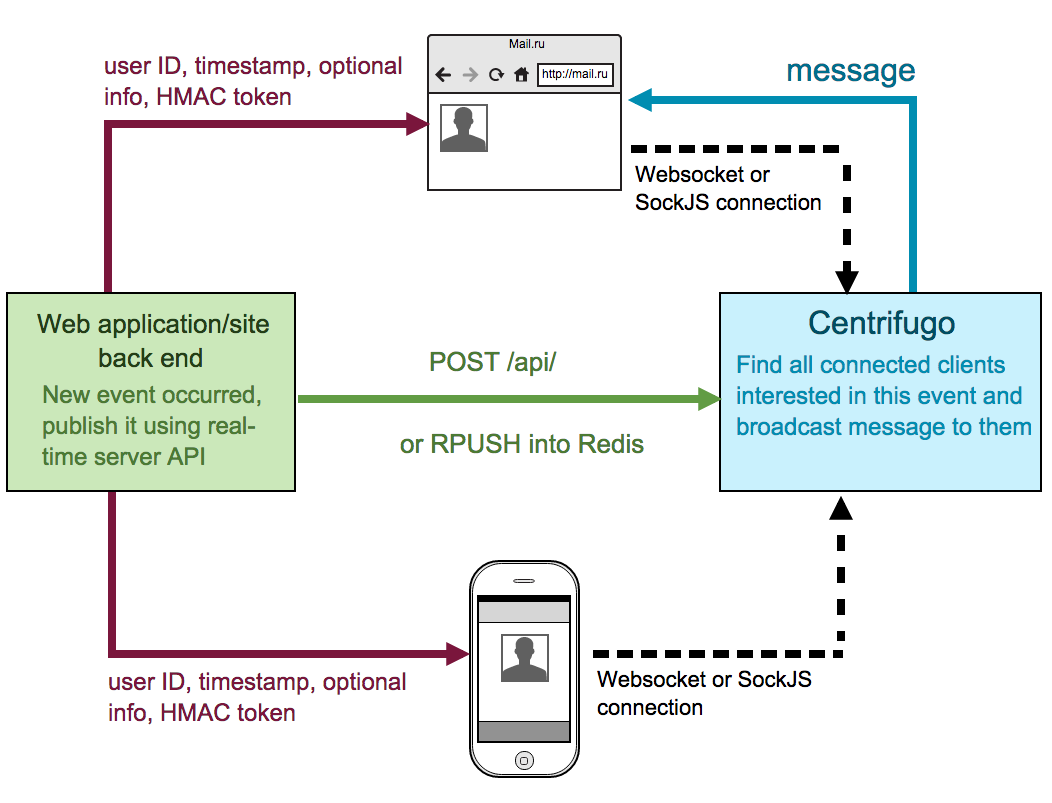 Mail.ru
user ID, timestamp, optional
info, HMAC token
http://mail.ru
message
Websocket or
SockJS connection
Web application/site
back end
New event occurred,
publish it using real-
time server API
POST /api/
or RPUSH into Redis
Centrifugo
Find all connected clients
interested in this event and
broadcast message to them
user ID, timestamp, optional
info, HMAC token
Websocket or SockJS
connection